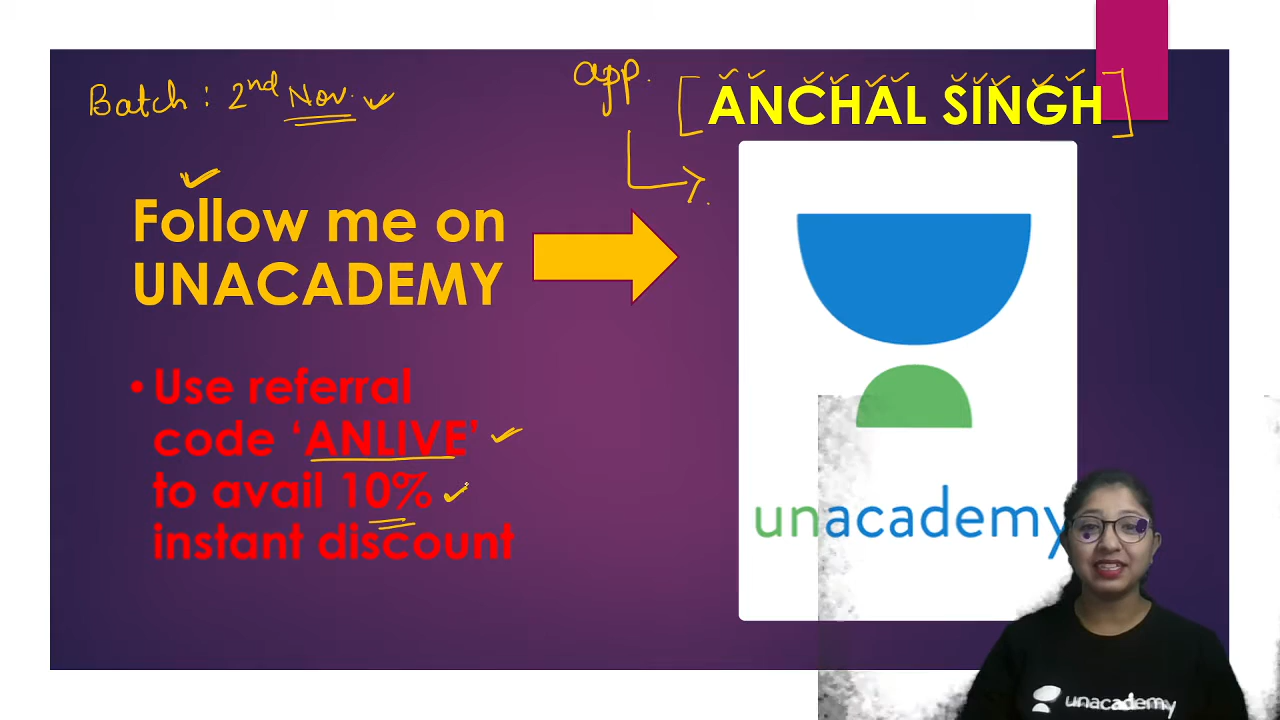 Batch : 2nd Nov.
app.
[ANCHAL SINGH]
Follow me on
UNACADEMY
• Use referral
code ‘ANLIVE’
to avail 10%
instant discount
unacademy
unacademy